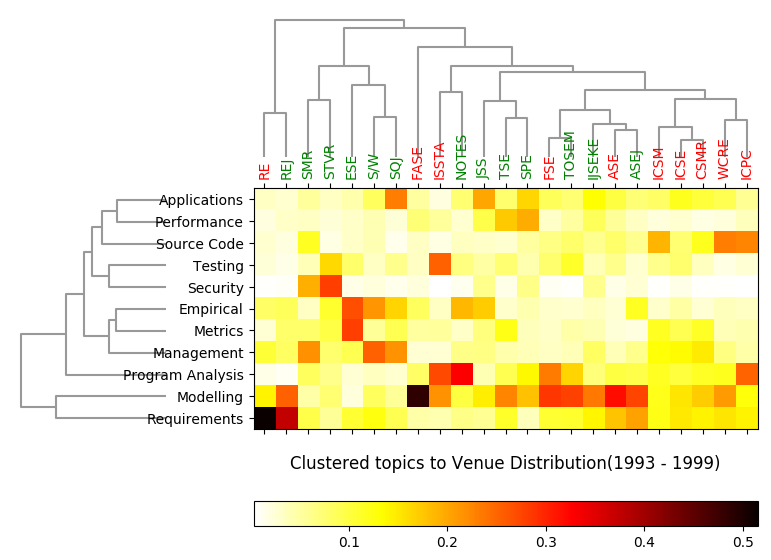 RE REJ SMR STVR ESE S/W SQJ FASE ISSTA NOTES JSS TSE SPE FSE TOSEM IJSEKE ASE ASEJ ICSM ICSE CSMR WCRE ICPC
Applications
Performance
Source Code
Testing
Security
Empirical
Metrics
Management
Program Analysis
Modelling
Requirements
Clustered topics to Venue Distribution(1993 - 1999)
0.1 0.2 0.3 0.4 0.5